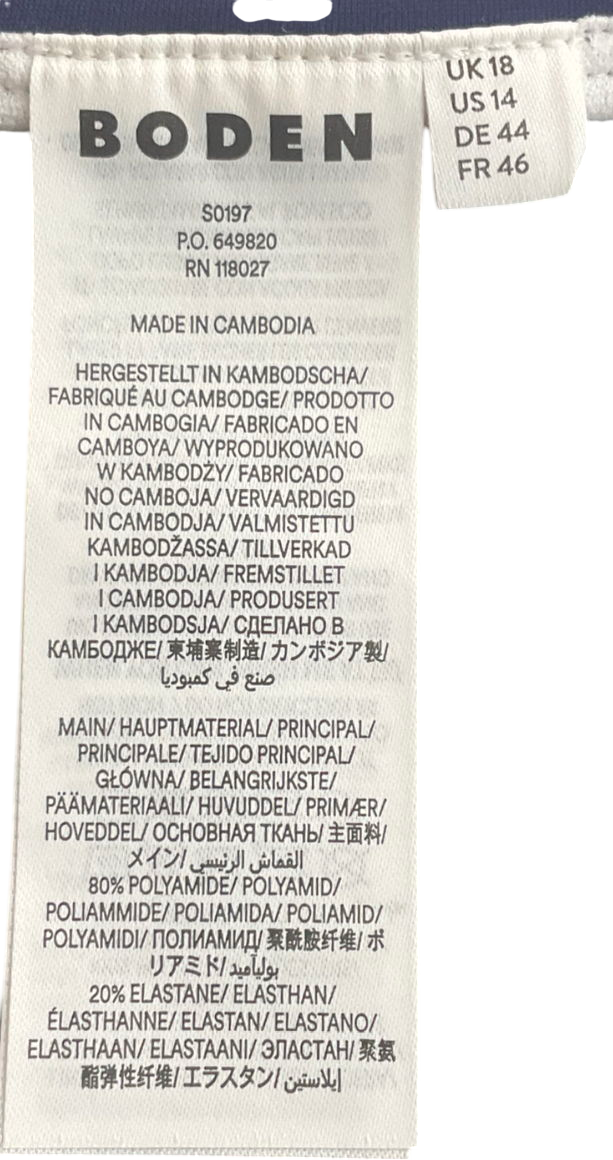 BODEN
S0197
P.O. 649820
RN 118027
MADE IN CAMBODIA
HERGESTELLT IN KAMBODSCHA/
FABRIQUÉ AU CAMBODGE/ PRODOTTO
IN CAMBOGIA/ FABRICADO EN
CAMBOYA/ WYPRODUKOWANO
W KAMBODŻY/ FABRICADO
NO CAMBOJA/ VERVAARDIGD
IN CAMBODJA/ VALMISTETTU
KAMBODŽASSA/ TILLVERKAD
I KAMBODJA/ FREMSTILLET
I CAMBODJA/ PRODUSERT
I KAMBODSJA/ СДЕЛАНО В
КАМБОДЖЕ/ 柬埔寨制造/ カンボジア製/
صنع في كمبوديا
MAIN/ HAUPTMATERIAL/ PRINCIPAL/
PRINCIPALE/ TEJIDO PRINCIPAL/
GŁÓWNA/ BELANGRIJKSTE/
PÄÄMATERIAALI/ HUVUDDEL/ PRIMÆR/
HOVEDDEL/ ОСНОВНАЯ ТКАНЬ/ 主面料/
メイン/ القماش الرئيسي/
80% POLYAMIDE/ POLYAMID/
POLIAMMIDE/ POLIAMIDA/ POLIAMID/
POLYAMIDI/ ПОЛИАМИД/ 聚酰胺纤维/ ポ
リアミド/ بولیآمید
20% ELASTANE/ ELASTHAN/
ÉLASTHANNE/ ELASTAN/ ELASTANO/
ELASTHAAN/ ELASTAANI/ ЭЛАСТАН/ 聚氨
酯弹性纤维/ エラスタン/ إيلاستين
UK 18
US 14
DE 44
FR 46